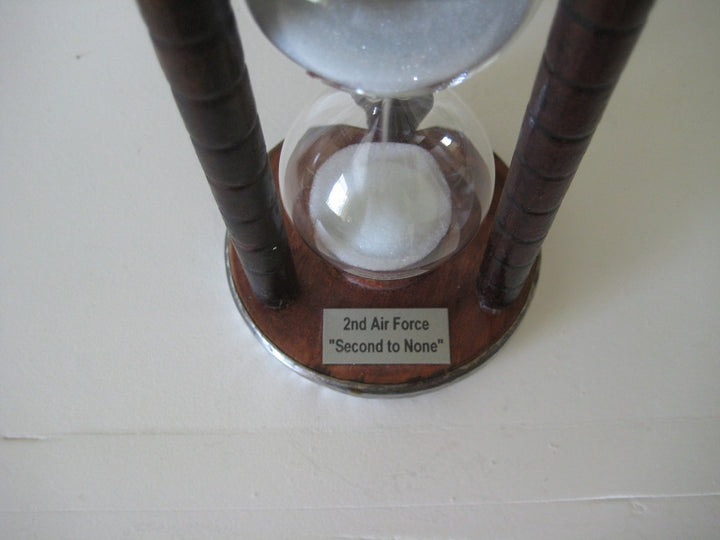 2nd Air Force
"Second to None"